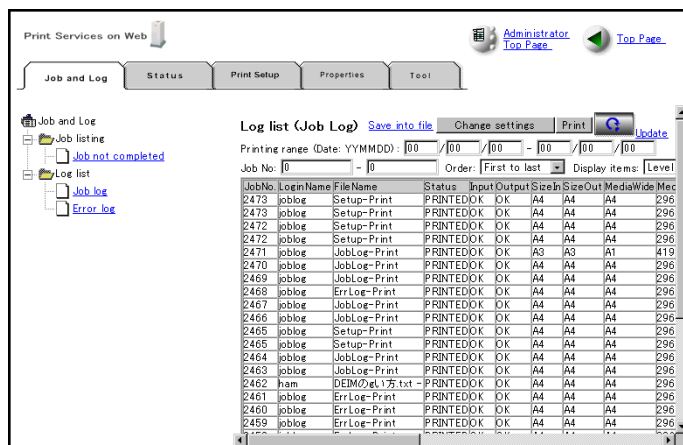 Print Services on Web
Administrator
Top Page
Top Page
Job and Log
Status
Print Setup
Properties
Tool
Job and Log
Job listing
Job not completed
Log list
Job log
Error log
Log list (Job Log) Save into file Change settings Print Update
Printing range (Date: YYMMDD) : 00 /00 /00 - 00 /00 /00
Job No: 0 - 0 Order: First to last Display items: Level
JobNo. LoginName FileName Status Input Output SizeIn SizeOut MediaWide Mec
2473 joblog Setup-Print PRINTED OK OK A4 A4 A4 296
2473 joblog Setup-Print PRINTED OK OK A4 A4 A4 296
2472 joblog Setup-Print PRINTED OK OK A4 A4 A4 296
2472 joblog Setup-Print PRINTED OK OK A4 A4 A4 296
2471 joblog JobLog-Print PRINTED OK OK A3 A3 A1 419
2470 joblog JobLog-Print PRINTED OK OK A4 A4 A4 296
2469 joblog JobLog-Print PRINTED OK OK A4 A4 A4 296
2468 joblog ErrLog-Print PRINTED OK OK A4 A4 A4 296
2467 joblog JobLog-Print PRINTED OK OK A4 A4 A4 296
2466 joblog JobLog-Print PRINTED OK OK A4 A4 A4 296
2465 joblog Setup-Print PRINTED OK OK A4 A4 A4 296
2465 joblog Setup-Print PRINTED OK OK A4 A4 A4 296
2464 joblog JobLog-Print PRINTED OK OK A4 A4 A4 296
2463 joblog JobLog-Print PRINTED OK OK A4 A4 A4 296
2462 ham .txt - PRINTED OK OK A4 A4 A4 296
2461 joblog ErrLog-Print PRINTED OK OK A4 A4 A4 296
2460 joblog ErrLog-Print PRINTED OK OK A4 A4 A4 296
2459 joblog ErrLog-Print PRINTED OK OK A4 A4 A4 296